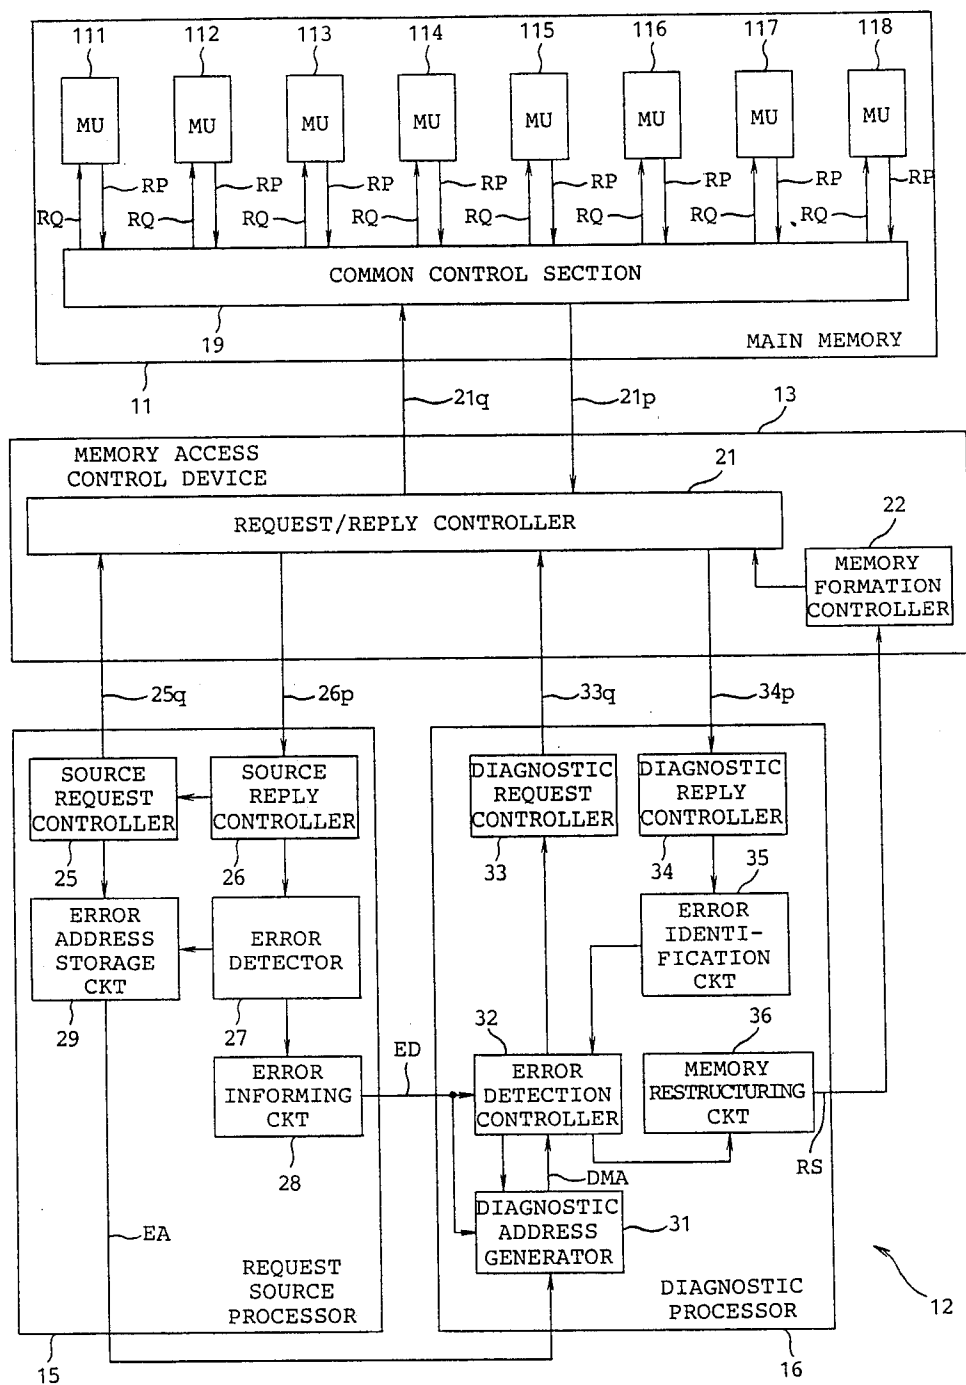 111 112 113 114 115 116 117 118
MU MU MU MU MU MU MU MU
RP RP RP RP RP RP RP RP
RQ RQ RQ RQ RQ RQ RQ RQ
COMMON CONTROL SECTION
19
MAIN MEMORY
11
21q 21p
13
MEMORY ACCESS
CONTROL DEVICE
21
REQUEST/REPLY CONTROLLER
22
MEMORY
FORMATION
CONTROLLER
25q 26p 33q 34p
SOURCE
REQUEST
CONTROLLER
25
SOURCE
REPLY
CONTROLLER
26
DIAGNOSTIC
REQUEST
CONTROLLER
33
DIAGNOSTIC
REPLY
CONTROLLER
34
35
ERROR
ADDRESS
STORAGE
CKT
29
ERROR
DETECTOR
27
ERROR
IDENTI-
FICATION
CKT
ERROR
INFORMING
CKT
28
ED
32
ERROR
DETECTION
CONTROLLER
36
MEMORY
RESTRUCTURING
CKT
RS
DMA
DIAGNOSTIC
ADDRESS
GENERATOR
31
EA
REQUEST
SOURCE
PROCESSOR
15
DIAGNOSTIC
PROCESSOR
16
12